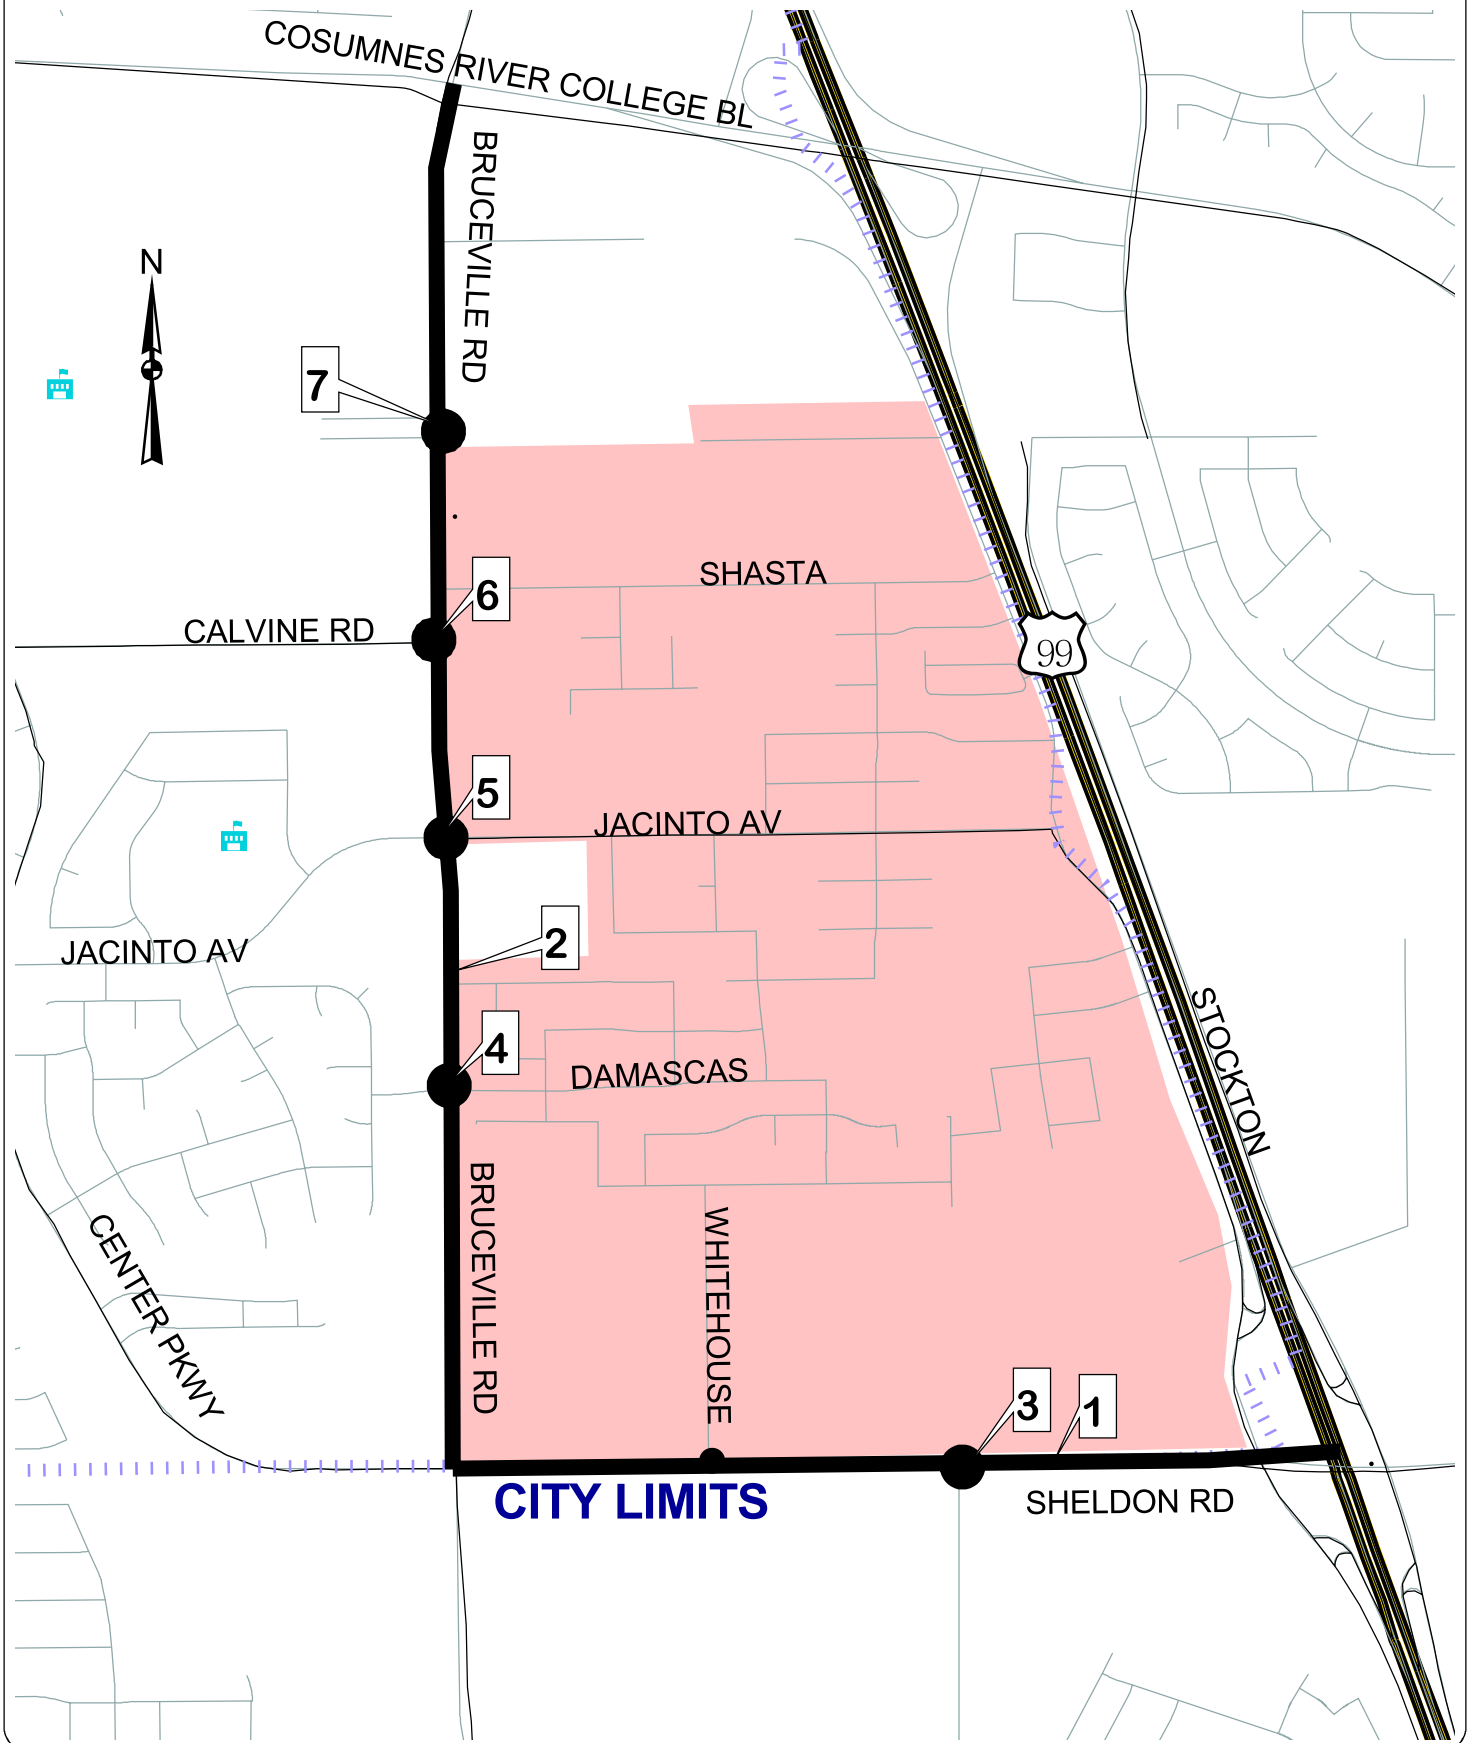 COSUMNES RIVER COLLEGE BL
BRUCEVILLE RD
N
7
SHASTA
6
CALVINE RD
99
5
JACINTO AV
2
JACINTO AV
4
DAMASCAS
STOCKTON
BRUCEVILLE RD
WHITEHOUSE
CENTER PKWY
3
1
CITY LIMITS
SHELDON RD